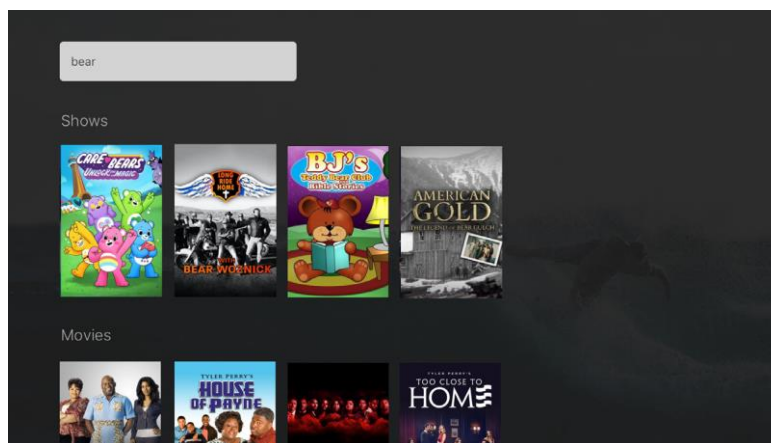 bear
Shows
CARE BEARS
UNLOCK THE MAGIC
LONG
RIDE
HOME
WITH
BEAR WOZNICK
BJ's
Teddy Bear Club
Bible Stories
AMERICAN
GOLD
THE LEGEND OF BEAR GULCH
Movies
TYLER PERRY'S
HOUSE
OF PAYNE
TYLER PERRY'S
TOO CLOSE TO
HOME